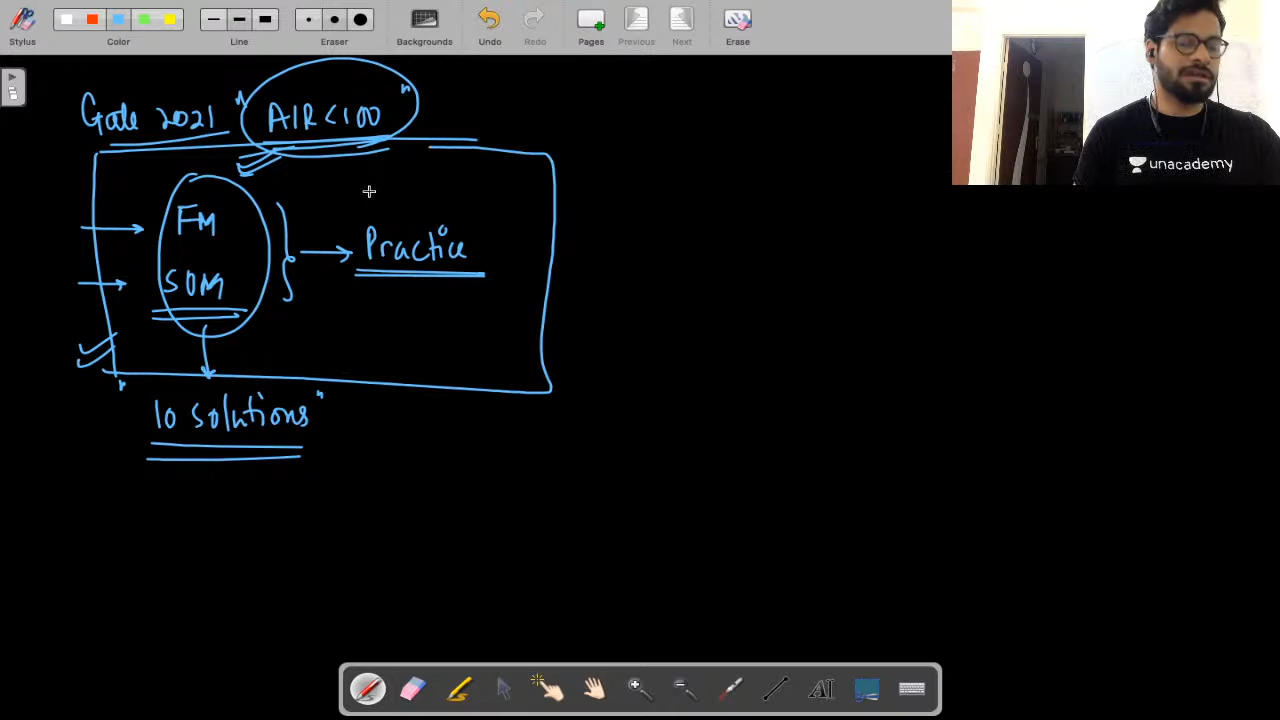 Stylus
Color
Line
Eraser
Backgrounds
Undo
Redo
Pages
Previous
Next
Erase
Gate 2021 "AIR<100"
FM
SOM
Practice
"10 solutions"
unacademy
AI